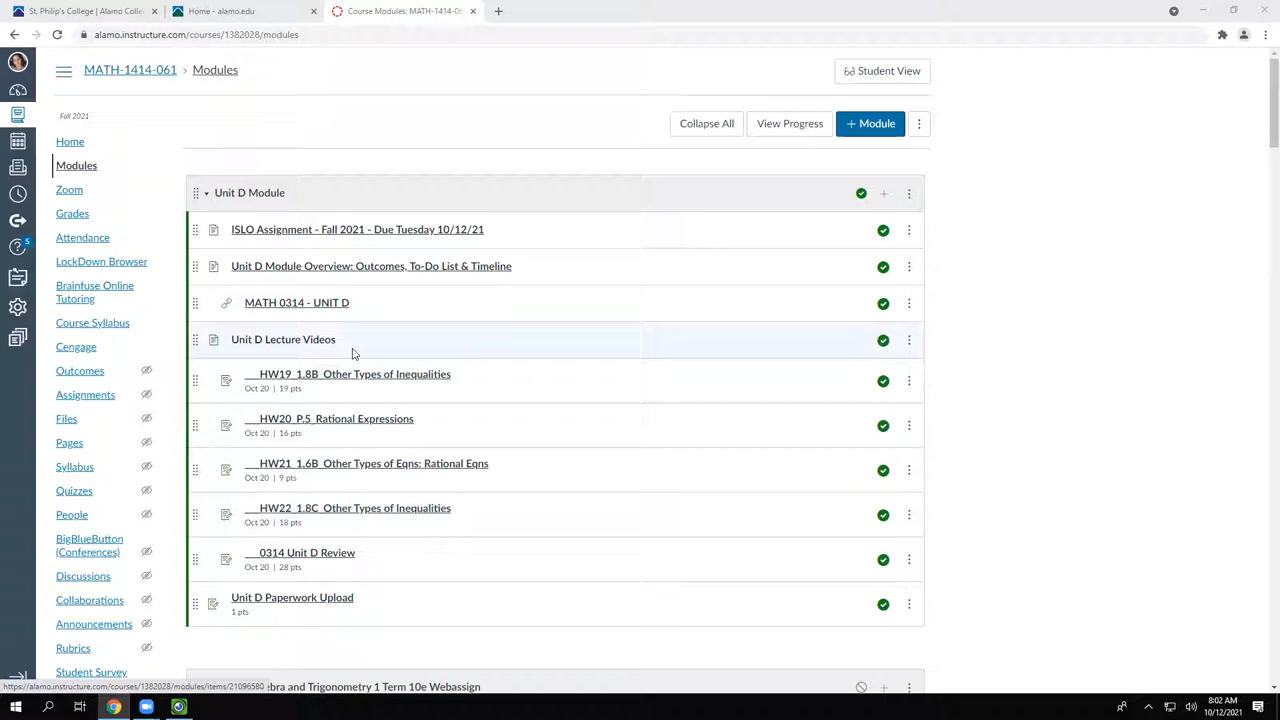 St. Philip's College | Alamo Colle
Home - alamo.edu
Course Modules: MATH-1414-06
alamo.instructure.com/courses/1382028/modules
MATH-1414-061 > Modules
Student View
Fall 2021
Collapse All
View Progress
+ Module
Home
Modules
Zoom
Grades
Attendance
LockDown Browser
Brainfuse Online
Tutoring
Course Syllabus
Cengage
Outcomes
Assignments
Files
Pages
Syllabus
Quizzes
People
BigBlueButton
(Conferences)
Discussions
Collaborations
Announcements
Rubrics
Student Survey
5
Unit D Module
ISLO Assignment - Fall 2021 - Due Tuesday 10/12/21
Unit D Module Overview: Outcomes, To-Do List & Timeline
MATH 0314 - UNIT D
Unit D Lecture Videos
___HW19_1.8B_Other Types of Inequalities
Oct 20 | 19 pts
___HW20_P.5_Rational Expressions
Oct 20 | 16 pts
___HW21_1.6B_Other Types of Eqns: Rational Eqns
Oct 20 | 9 pts
___HW22_1.8C_Other Types of Inequalities
Oct 20 | 18 pts
___0314 Unit D Review
Oct 20 | 28 pts
Unit D Paperwork Upload
1 pts
ebra and Trigonometry 1 Term 10e Webassign
https://alamo.instructure.com/courses/1382028/modules/items/21096580
8:02 AM
10/12/2021